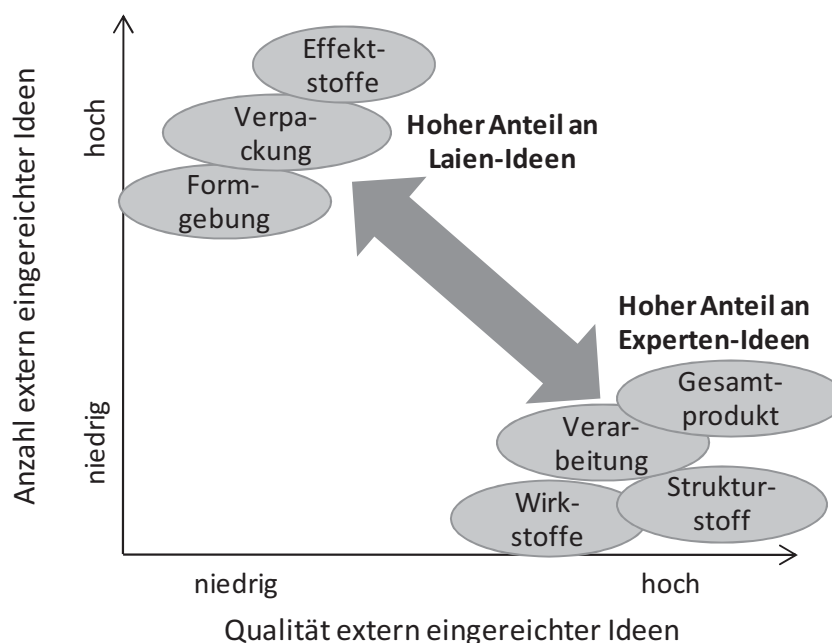 Anzahl extern eingereichter Ideen
hoch
niedrig
Effekt-
stoffe
Verpa-
ckung
Form-
gebung
Hoher Anteil an
Laien-Ideen
Hoher Anteil an
Experten-Ideen
Gesamt-
produkt
Verar-
beitung
Struktur-
stoff
Wirk-
stoffe
niedrig
hoch
Qualität extern eingereichter Ideen